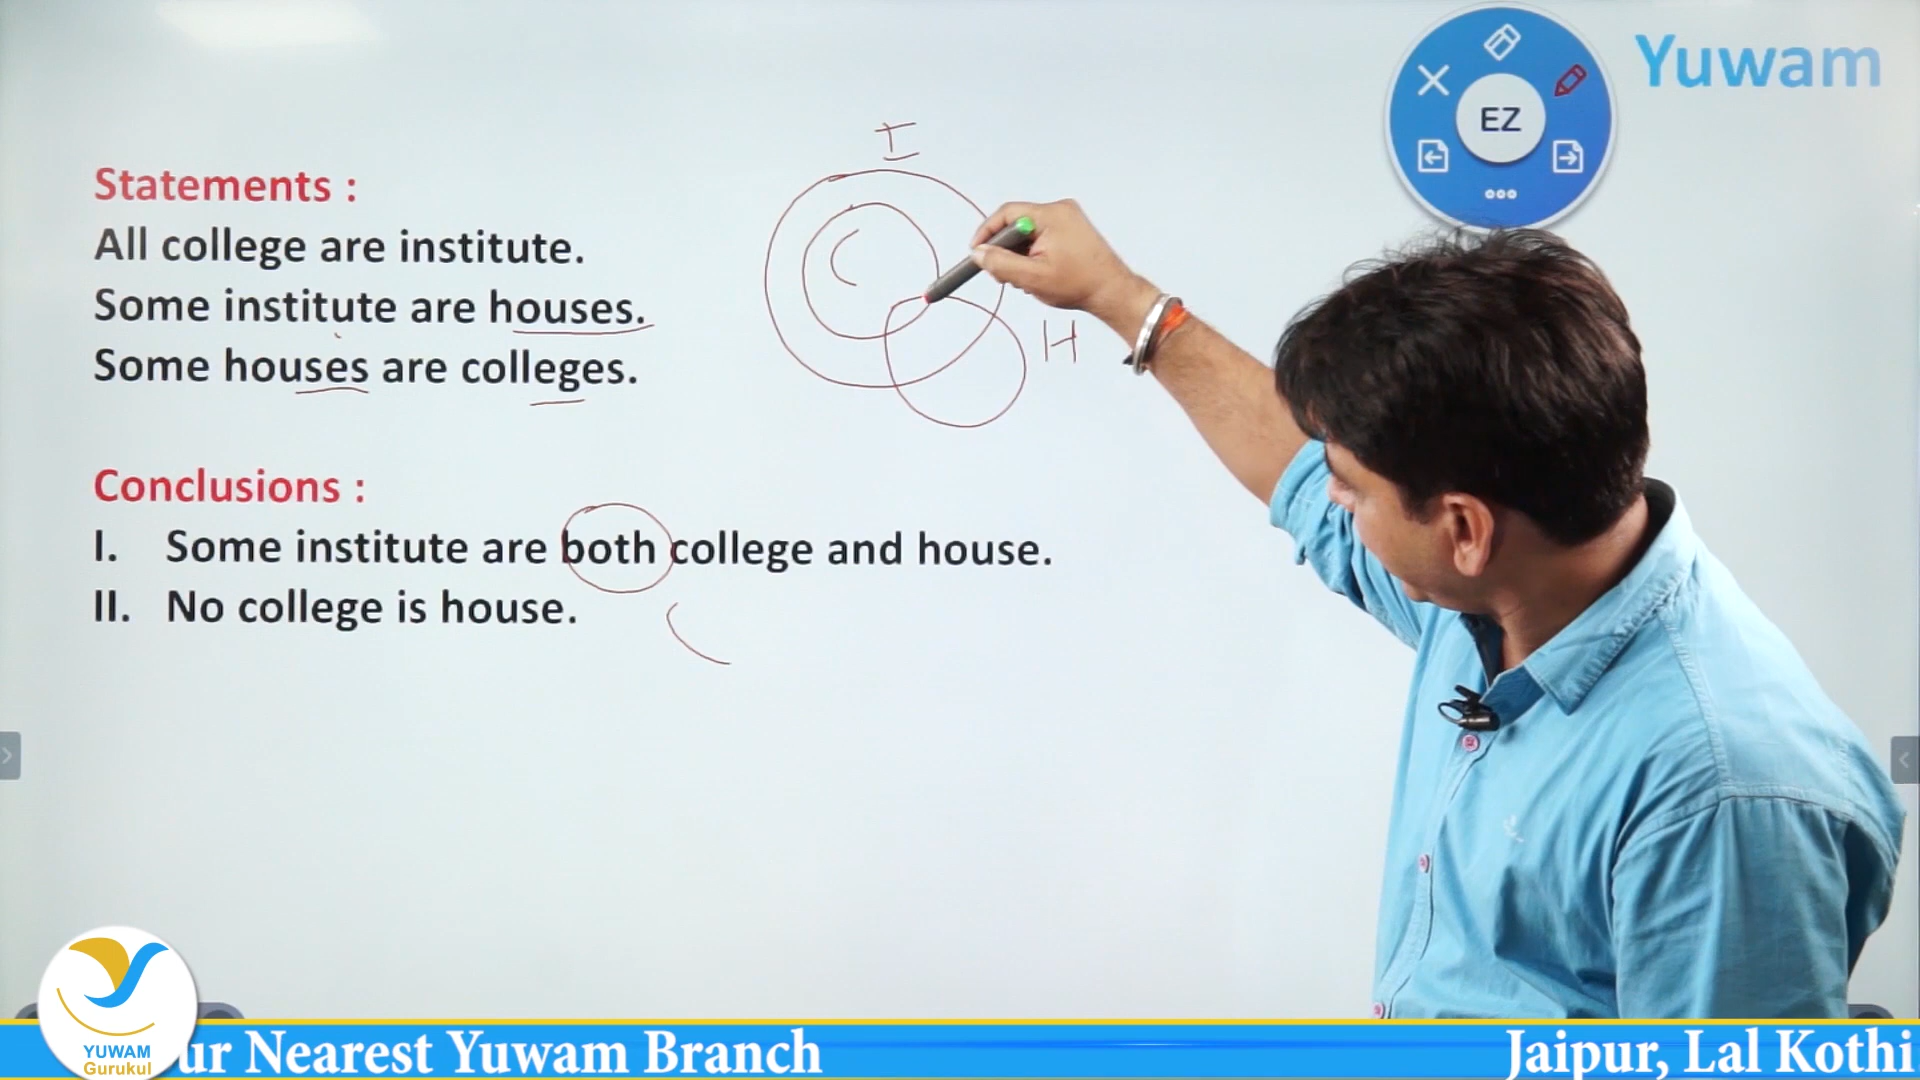 Yuwam
EZ
I
Statements :
All college are institute.
C
Some institute are houses.
H
Some houses are colleges.
Conclusions :
I. Some institute are both college and house.
II. No college is house.
YUWAM
Gurukul
ur Nearest Yuwam Branch
Jaipur, Lal Kothi